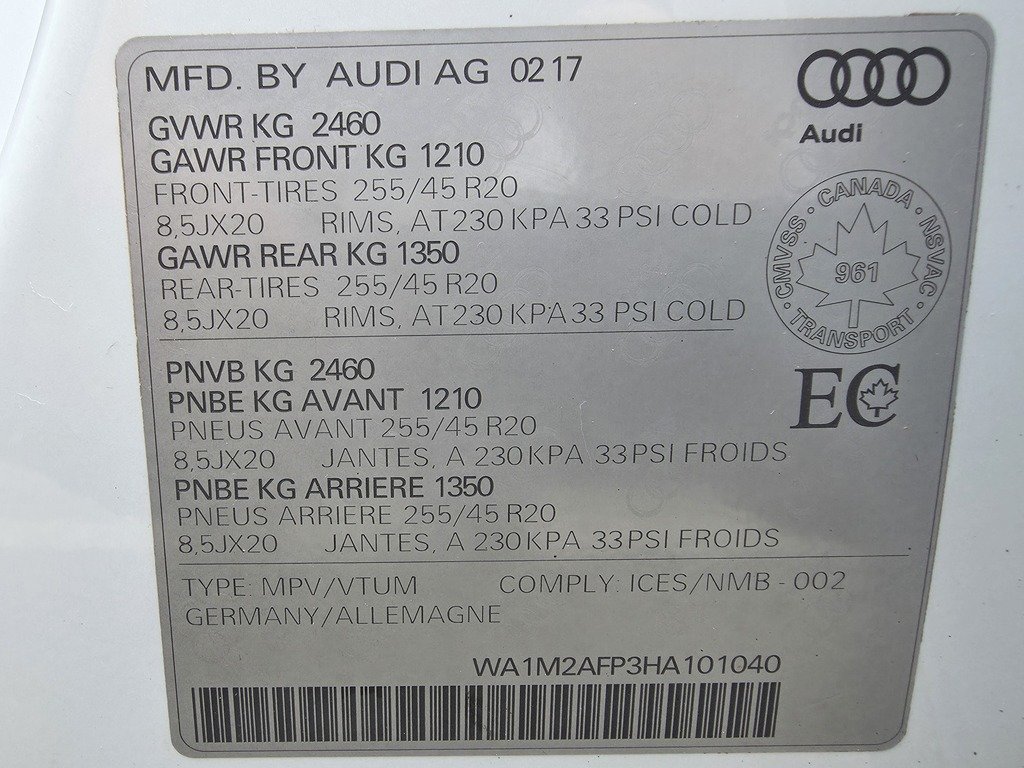 MFD. BY AUDI AG 02 17
Audi
GVWR KG 2460
GAWR FRONT KG 1210
FRONT-TIRES 255/45 R20
8,5JX20 RIMS, AT 230 KPA 33 PSI COLD
GAWR REAR KG 1350
REAR-TIRES 255/45 R20
8,5JX20 RIMS, AT 230 KPA 33 PSI COLD
CMVSS · CANADA · NSVAC · TRANSPORT ·
961
PNVB KG 2460
PNBE KG AVANT 1210
PNEUS AVANT 255/45 R20
8,5JX20 JANTES, A 230 KPA 33 PSI FROIDS
EC
PNBE KG ARRIERE 1350
PNEUS ARRIERE 255/45 R20
8,5JX20 JANTES, A 230 KPA 33 PSI FROIDS
TYPE: MPV/VTUM COMPLY: ICES/NMB - 002
GERMANY/ALLEMAGNE
WA1M2AFP3HA101040